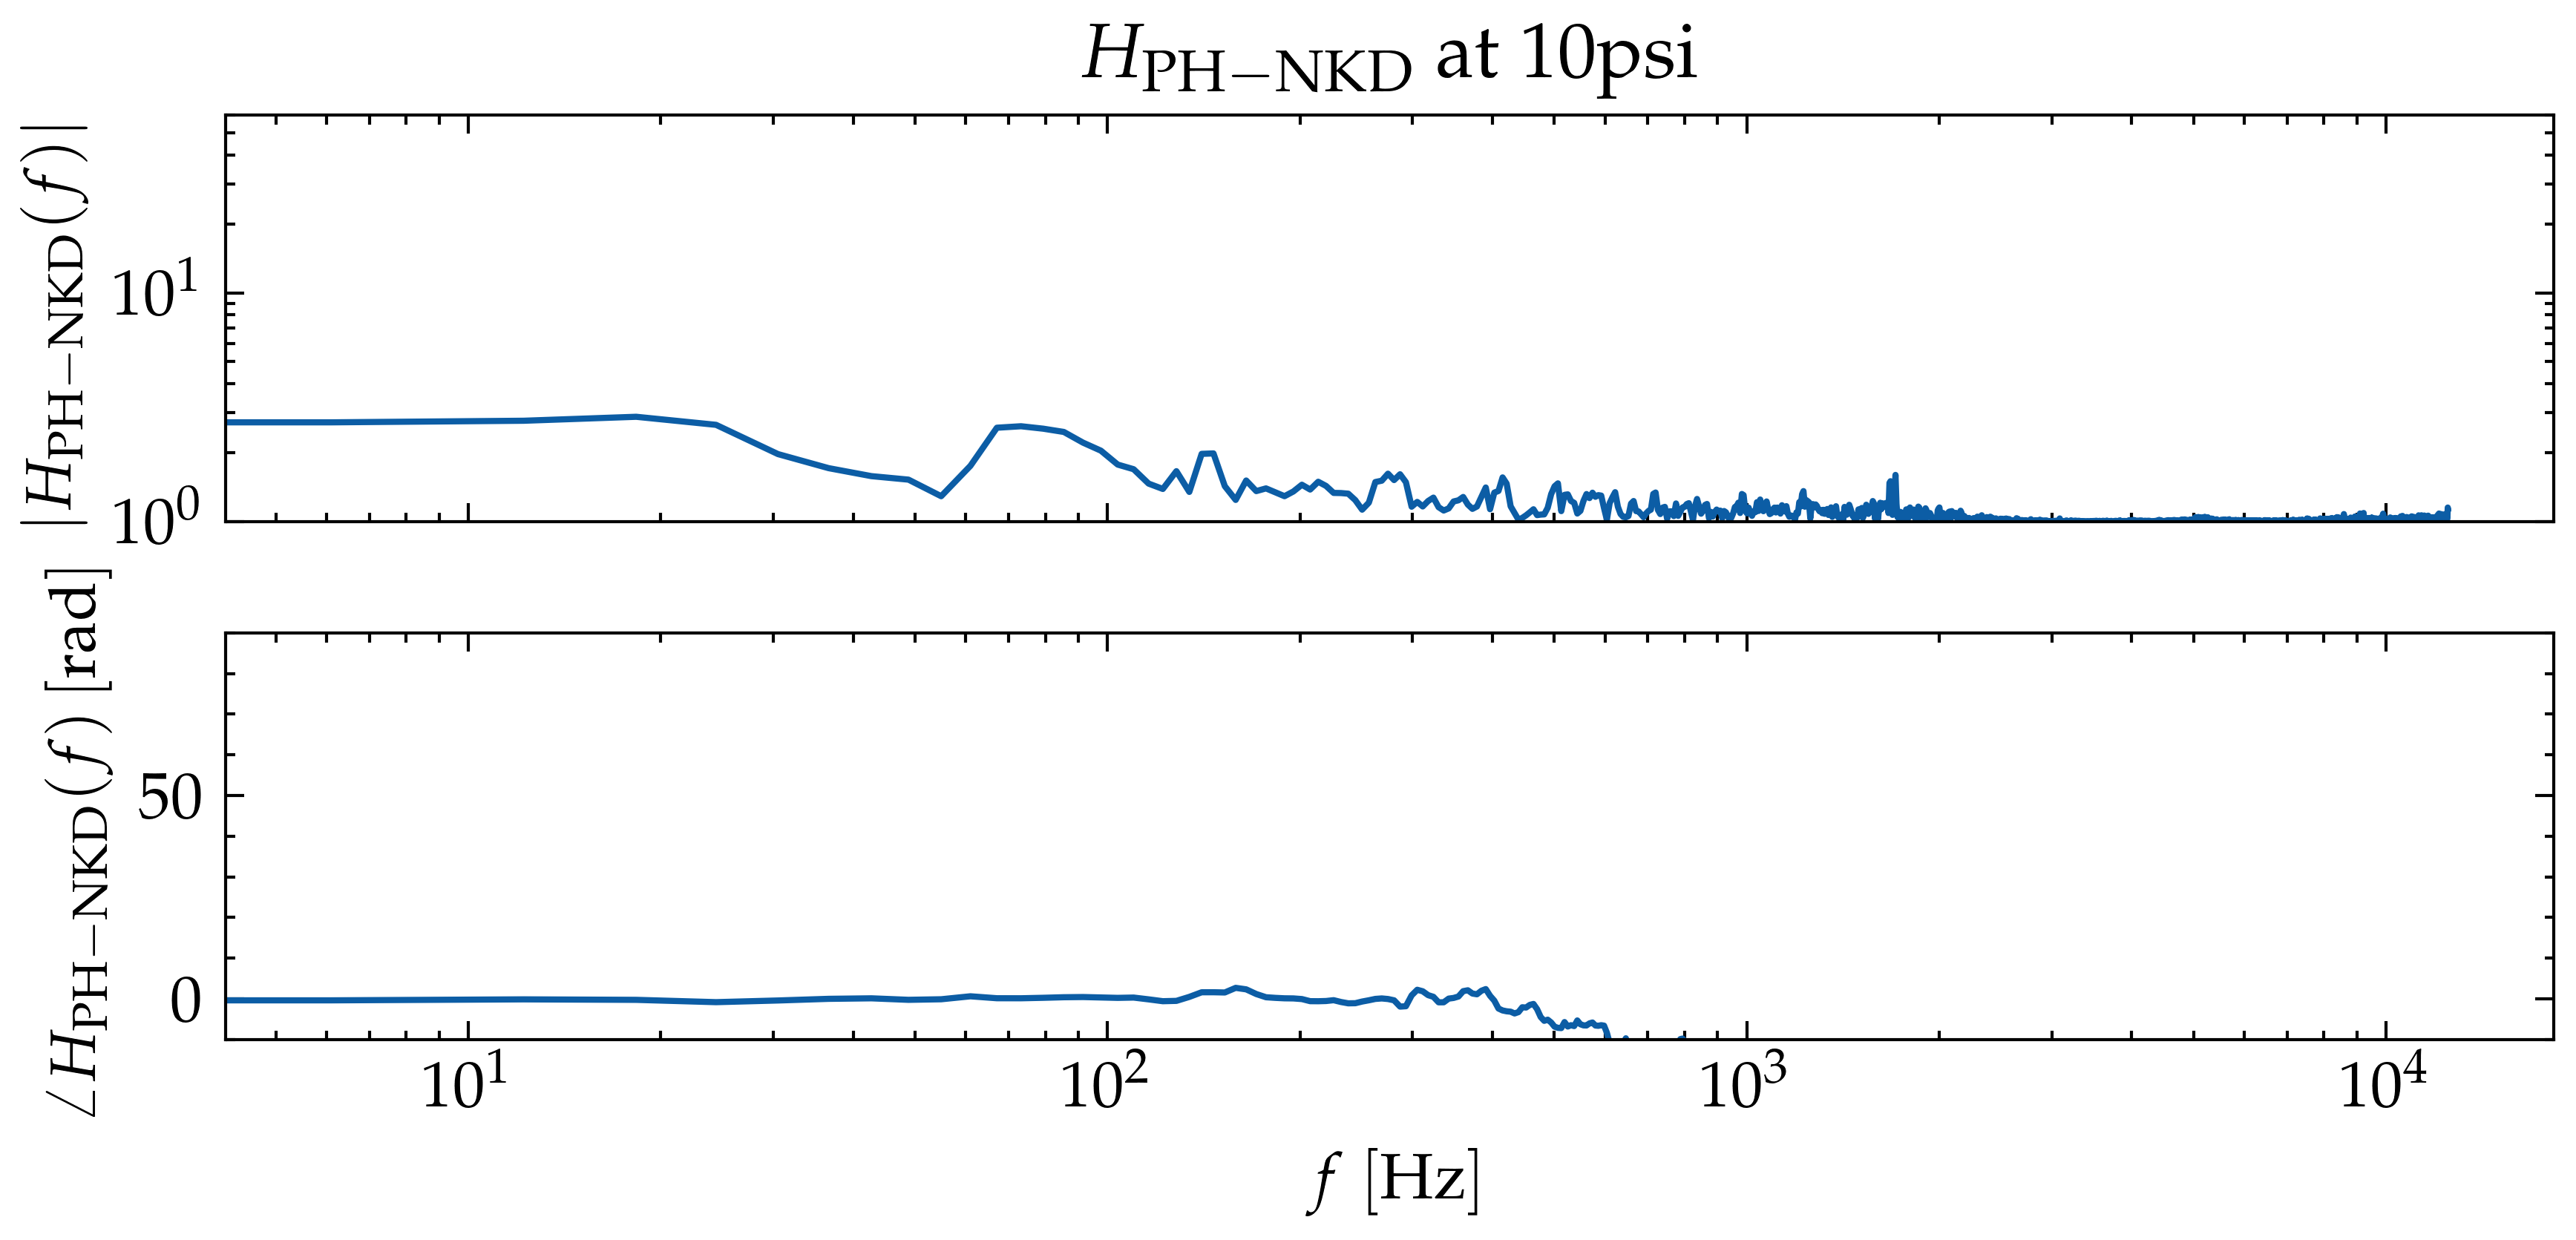 H_PH−NKD at 10psi
|H_PH−NKD(f)|
10^1
10^0
∠H_PH−NKD(f) [rad]
50
0
10^1 10^2 10^3 10^4
f [Hz]